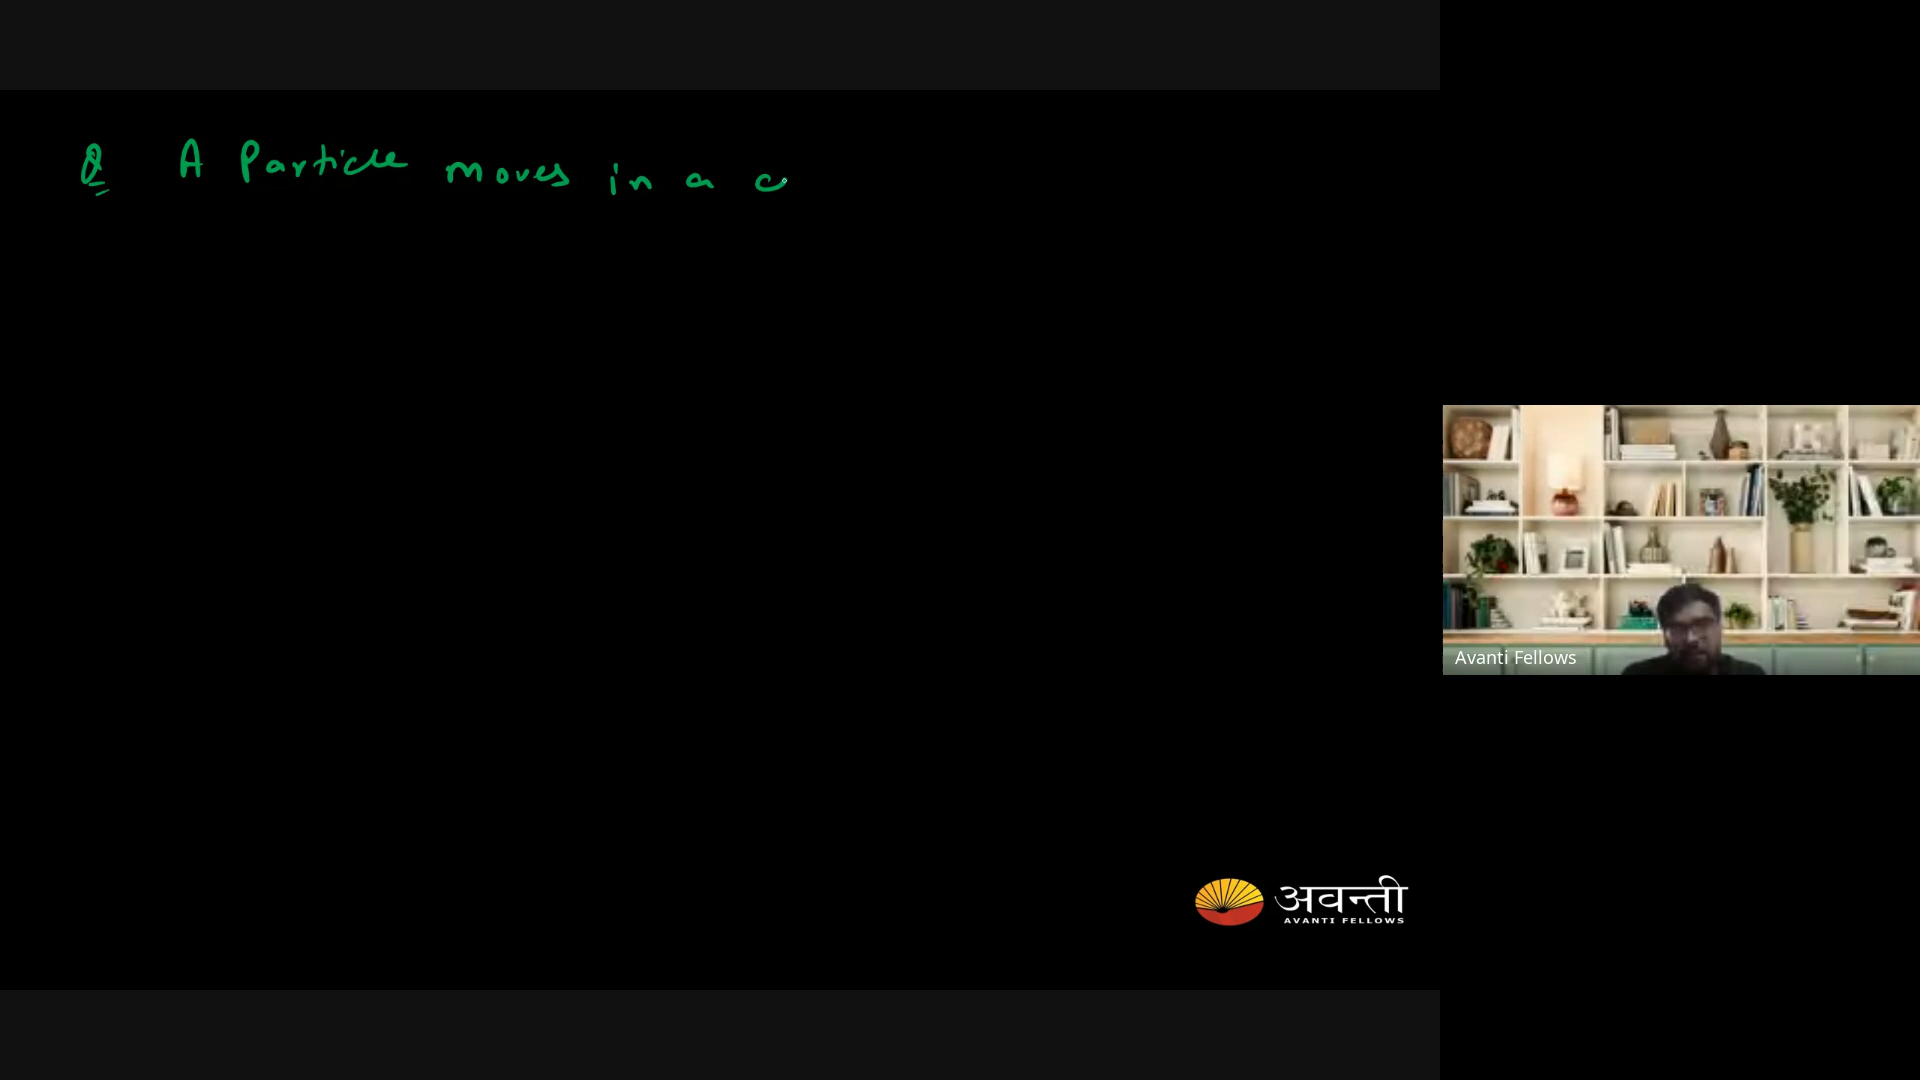 Q A Particle moves in a c
Avanti Fellows
अवन्ती
AVANTI FELLOWS